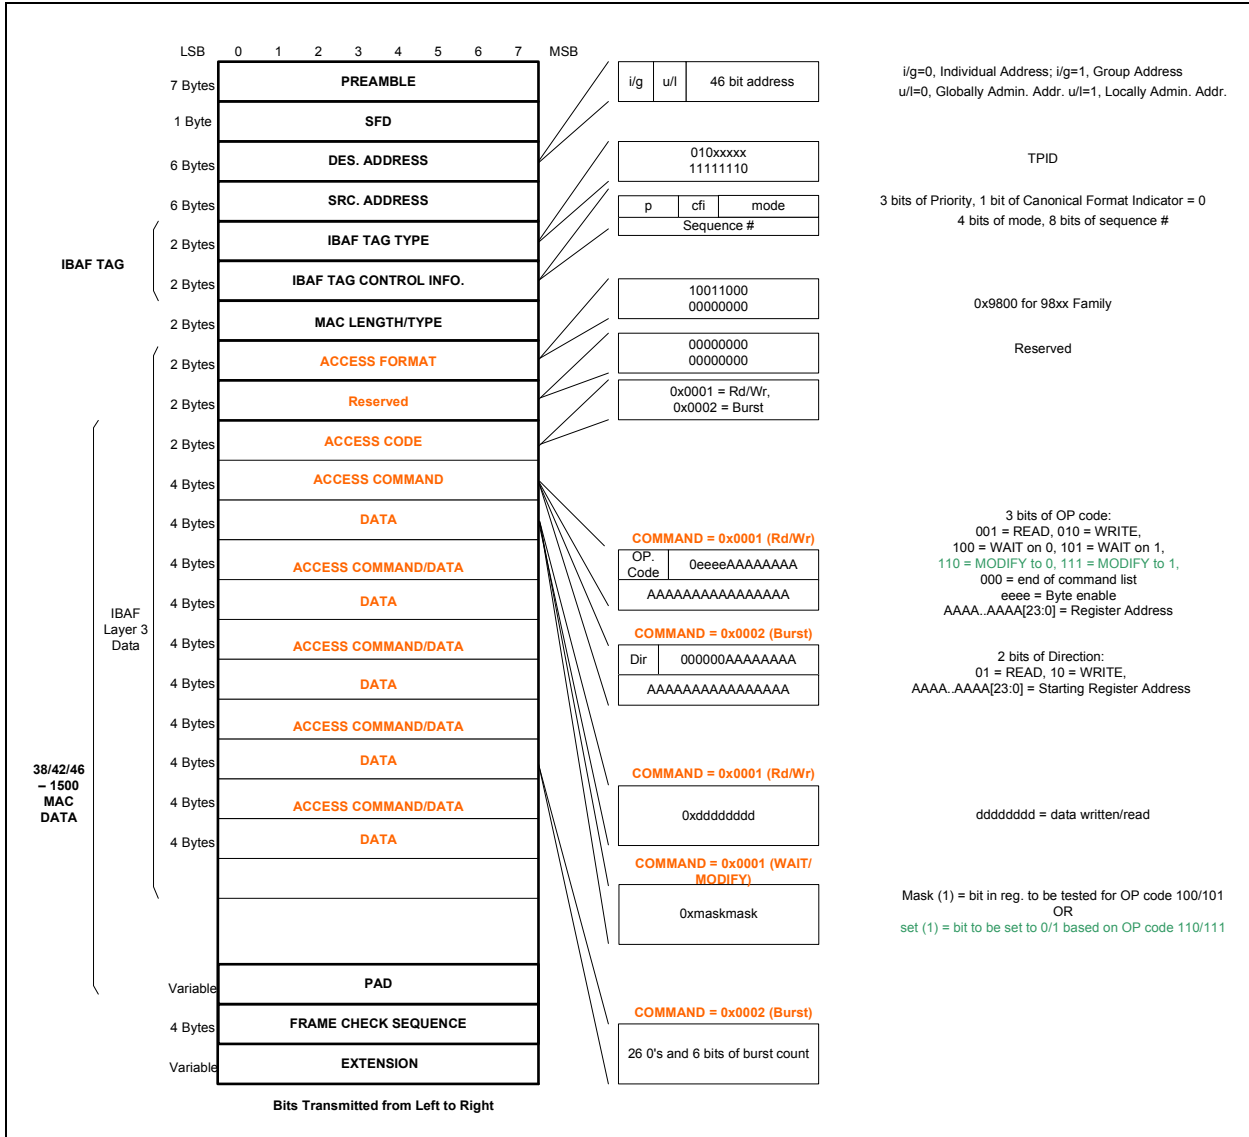 LSB 0 1 2 3 4 5 6 7 MSB
7 Bytes PREAMBLE
1 Byte SFD
6 Bytes DES. ADDRESS
6 Bytes SRC. ADDRESS
IBAF TAG
2 Bytes IBAF TAG TYPE
2 Bytes IBAF TAG CONTROL INFO.
2 Bytes MAC LENGTH/TYPE
2 Bytes ACCESS FORMAT
2 Bytes Reserved
2 Bytes ACCESS CODE
4 Bytes ACCESS COMMAND
4 Bytes DATA
4 Bytes ACCESS COMMAND/DATA
4 Bytes DATA
4 Bytes ACCESS COMMAND/DATA
4 Bytes DATA
4 Bytes ACCESS COMMAND/DATA
4 Bytes DATA
4 Bytes ACCESS COMMAND/DATA
4 Bytes DATA
IBAF
Layer 3
Data
38/42/46
– 1500
MAC
DATA
Variable PAD
4 Bytes FRAME CHECK SEQUENCE
Variable EXTENSION
Bits Transmitted from Left to Right
i/g u/l 46 bit address
i/g=0, Individual Address; i/g=1, Group Address
u/l=0, Globally Admin. Addr. u/l=1, Locally Admin. Addr.
010xxxxx
11111110
TPID
p cfi mode
Sequence #
3 bits of Priority, 1 bit of Canonical Format Indicator = 0
4 bits of mode, 8 bits of sequence #
10011000
00000000
0x9800 for 98xx Family
00000000
00000000
Reserved
0x0001 = Rd/Wr,
0x0002 = Burst
COMMAND = 0x0001 (Rd/Wr)
OP.
Code
0eeeeAAAAAAAA
AAAAAAAAAAAAAAAA
3 bits of OP code:
001 = READ, 010 = WRITE,
100 = WAIT on 0, 101 = WAIT on 1,
110 = MODIFY to 0, 111 = MODIFY to 1,
000 = end of command list
eeee = Byte enable
AAAA..AAAA[23:0] = Register Address
COMMAND = 0x0002 (Burst)
Dir 000000AAAAAAAA
AAAAAAAAAAAAAAAA
2 bits of Direction:
01 = READ, 10 = WRITE,
AAAA..AAAA[23:0] = Starting Register Address
COMMAND = 0x0001 (Rd/Wr)
0xdddddddd
dddddddd = data written/read
COMMAND = 0x0001 (WAIT/
MODIFY)
0xmaskmask
Mask (1) = bit in reg. to be tested for OP code 100/101
OR
set (1) = bit to be set to 0/1 based on OP code 110/111
COMMAND = 0x0002 (Burst)
26 0's and 6 bits of burst count